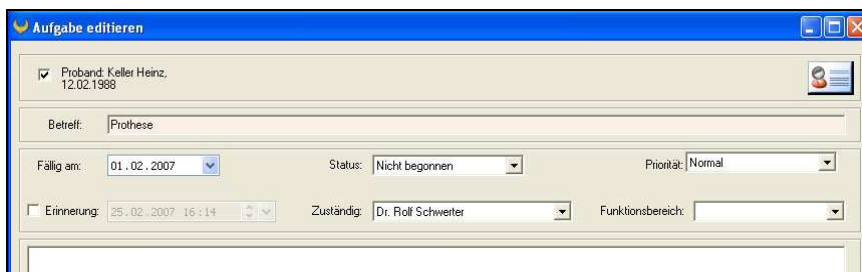 Aufgabe editieren
Proband: Keller Heinz,
12.02.1988
Betreff: Prothese
Fällig am: 01.02.2007 Status: Nicht begonnen Priorität: Normal
Erinnerung: 25.02.2007 16:14 Zuständig: Dr. Rolf Schwerter Funktionsbereich: